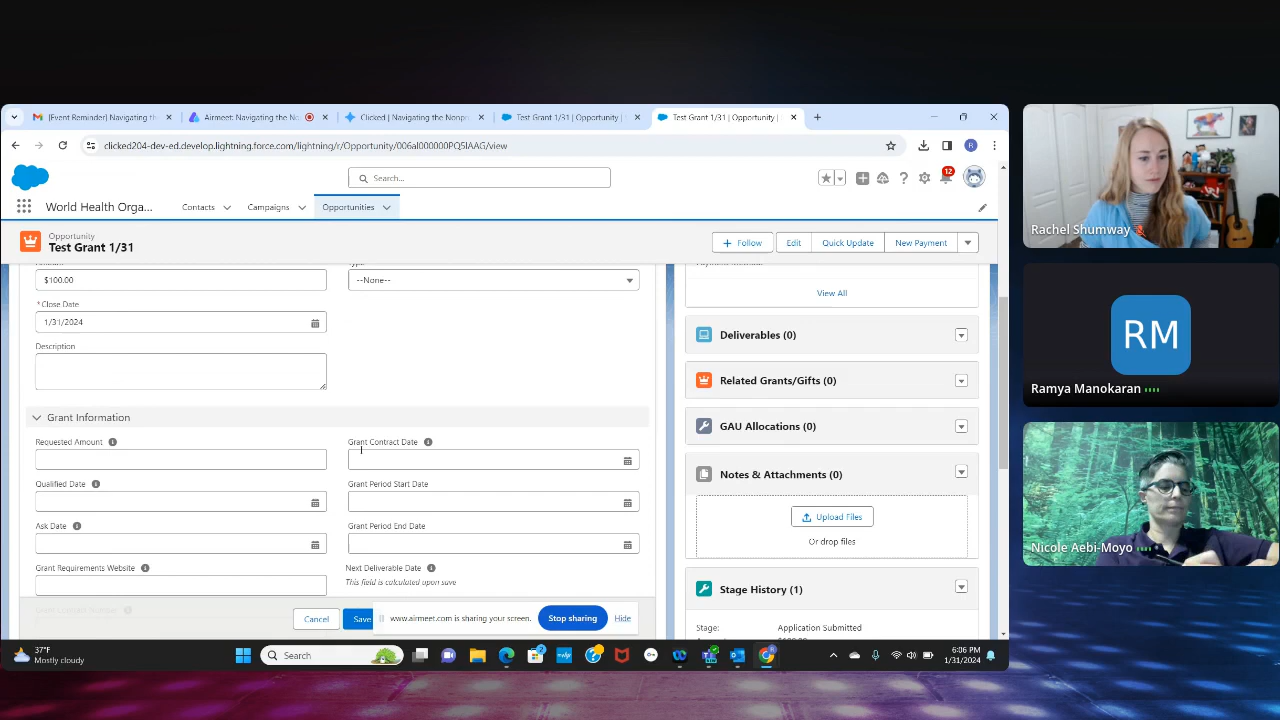 [Event Reminder] Navigating th
Airmeet: Navigating the No
Clicked | Navigating the Nonpr
Test Grant 1/31 | Opportunity |
Test Grant 1/31 | Opportunity |
clicked204-dev-ed.develop.lightning.force.com/lightning/r/Opportunity/006al000000PQ5IAAG/view
Search...
12
World Health Orga...
Contacts
Campaigns
Opportunities
Opportunity
Test Grant 1/31
Follow
Edit
Quick Update
New Payment
$100.00
--None--
*Close Date
1/31/2024
Description
Grant Information
Requested Amount
Grant Contract Date
Qualified Date
Grant Period Start Date
Ask Date
Grant Period End Date
Grant Requirements Website
Next Deliverable Date
This field is calculated upon save
Cancel
Save
www.airmeet.com is sharing your screen.
Stop sharing
Hide
View All
Deliverables (0)
Related Grants/Gifts (0)
GAU Allocations (0)
Notes & Attachments (0)
Upload Files
Or drop files
Stage History (1)
Stage:
Application Submitted
37°F
Mostly cloudy
Search
6:06 PM
1/31/2024
Rachel Shumway
RM
Ramya Manokaran
Nicole Aebi-Moyo